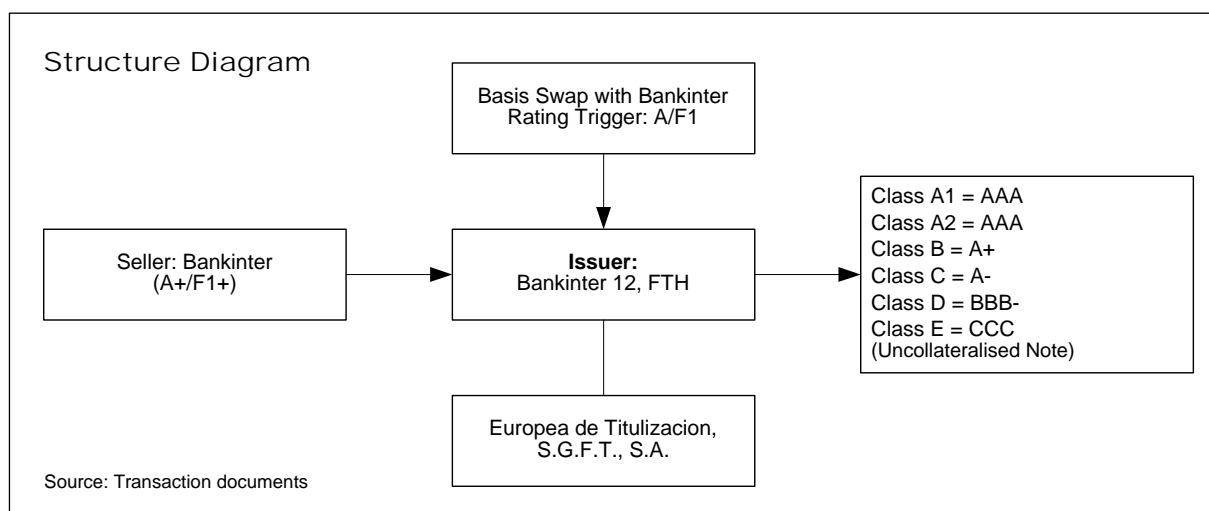 Structure Diagram
Basis Swap with Bankinter
Rating Trigger: A/F1
Seller: Bankinter
(A+/F1+)
Issuer:
Bankinter 12, FTH
Class A1 = AAA
Class A2 = AAA
Class B = A+
Class C = A-
Class D = BBB-
Class E = CCC
(Uncollateralised Note)
Europea de Titulizacion,
S.G.F.T., S.A.
Source: Transaction documents